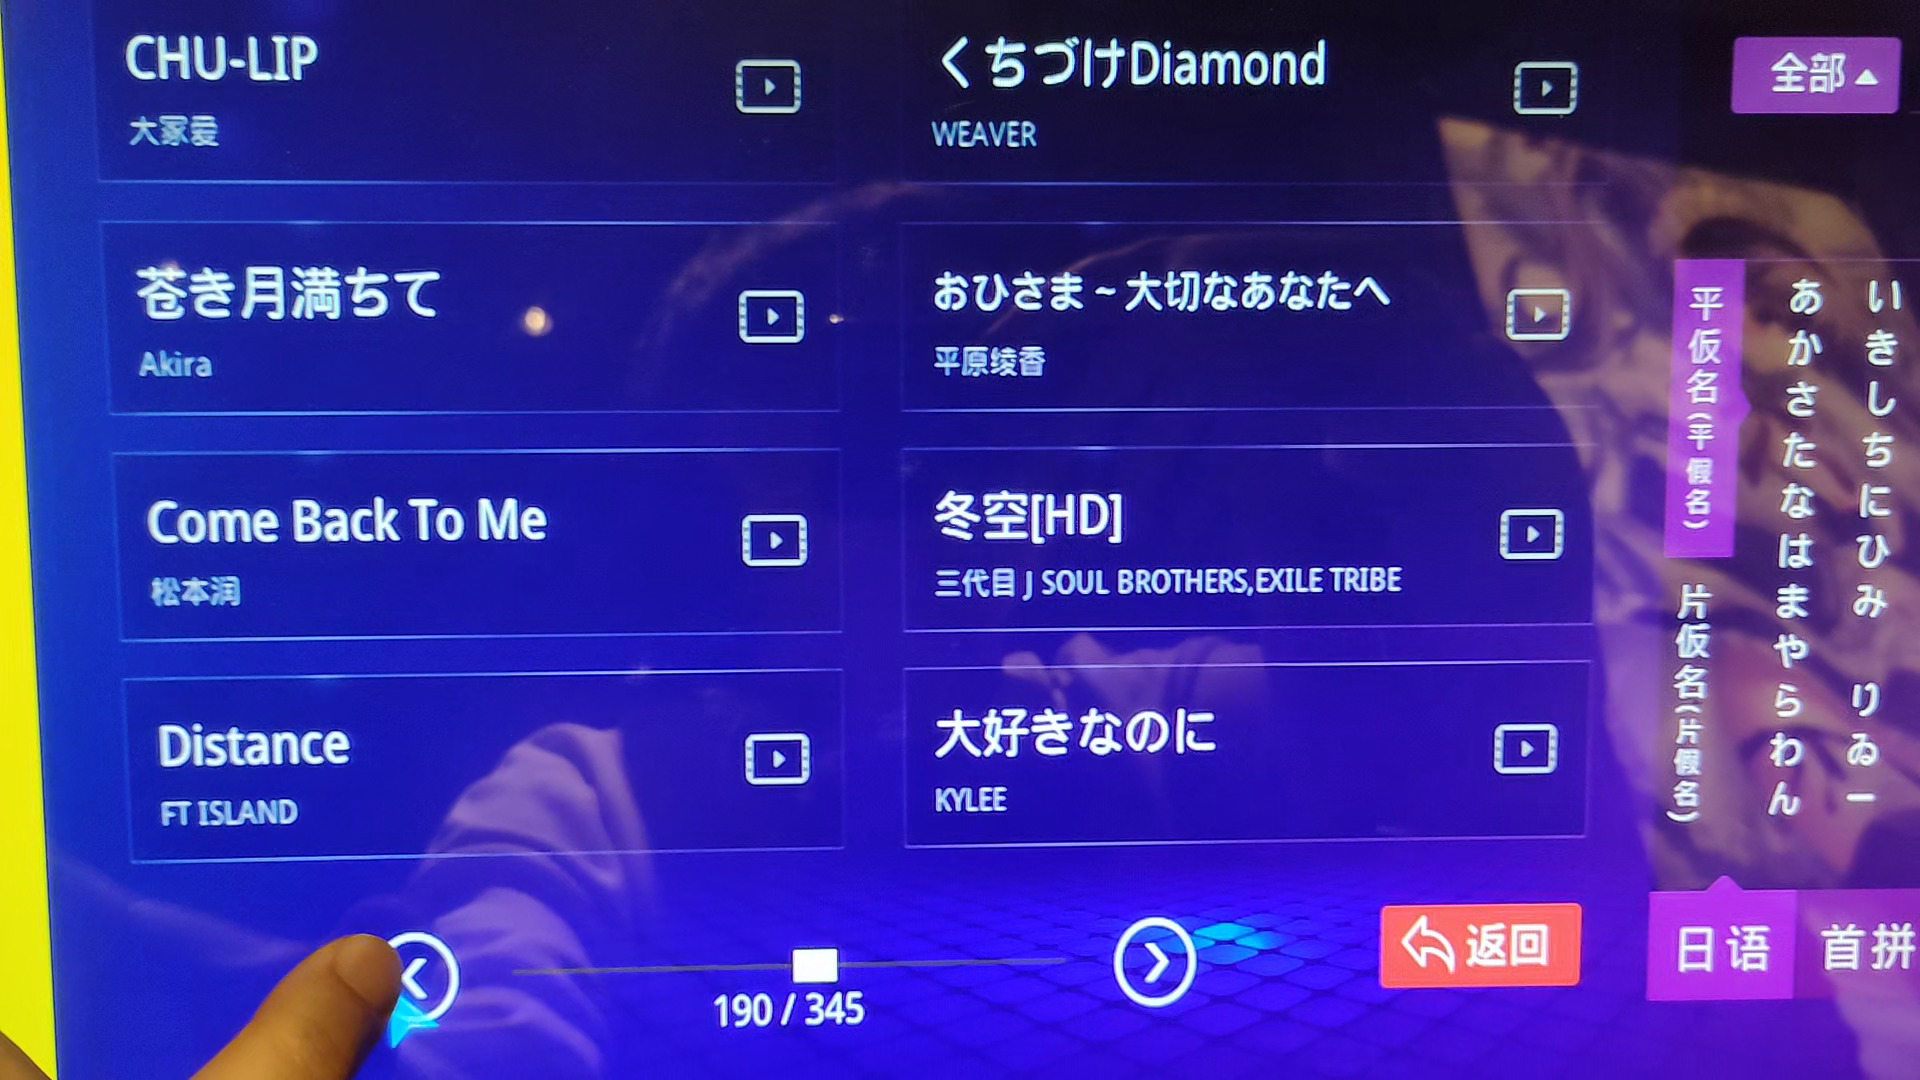 CHU-LIP
大冢爱
くちづけDiamond
WEAVER
苍き月満ちて
Akira
おひさま~大切なあなたへ
平原绫香
Come Back To Me
松本润
冬空[HD]
三代目 J SOUL BROTHERS,EXILE TRIBE
Distance
FT ISLAND
大好きなのに
KYLEE
190 / 345
返回
全部
平仮名(平假名)
片仮名(片假名)
あかさたなはまやらわん
いきしちにひみ りゐー
日语
首拼